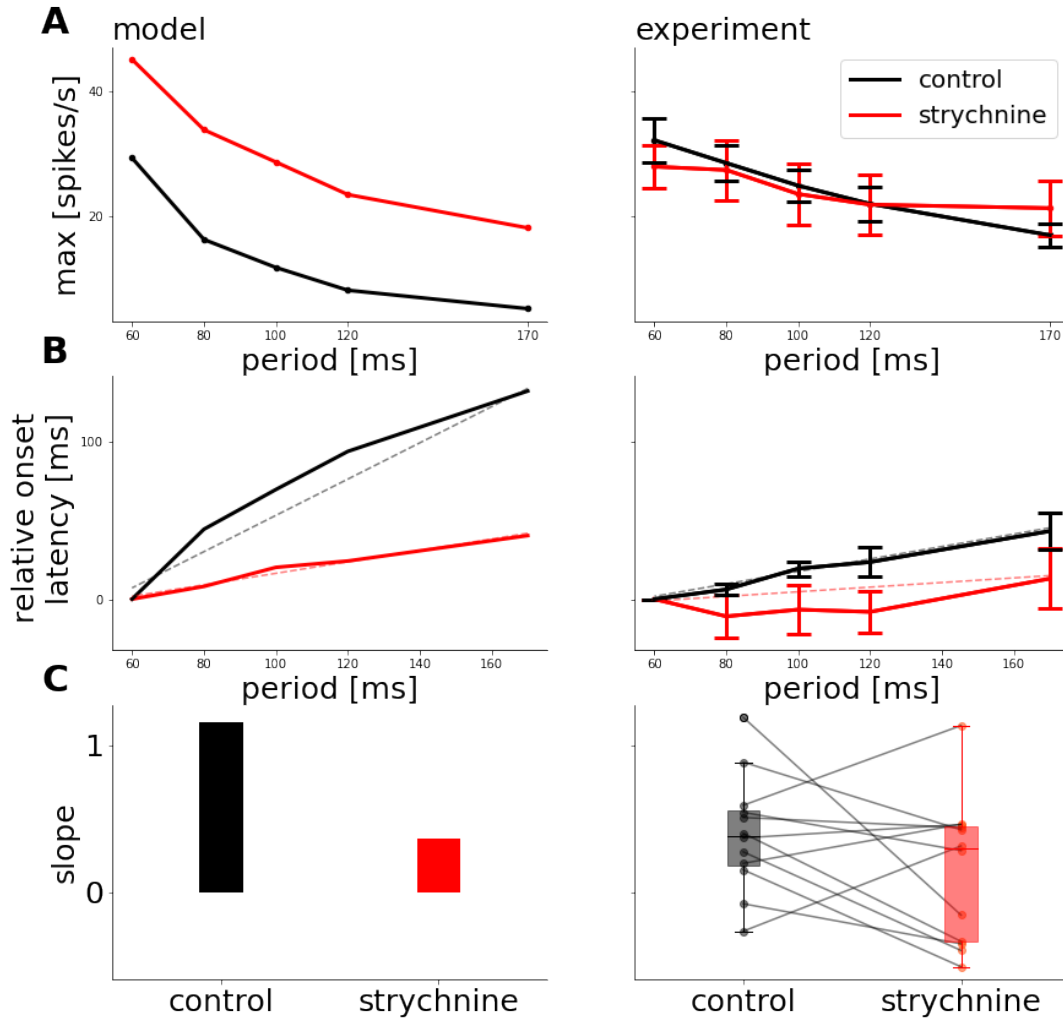 A
model
experiment
max [spikes/s]
40
20
control
strychnine
60 80 100 120 170
60 80 100 120 170
period [ms]
period [ms]
B
relative onset
latency [ms]
100
0
60 80 100 120 140 160
60 80 100 120 140 160
period [ms]
period [ms]
C
slope
1
0
control strychnine
control strychnine